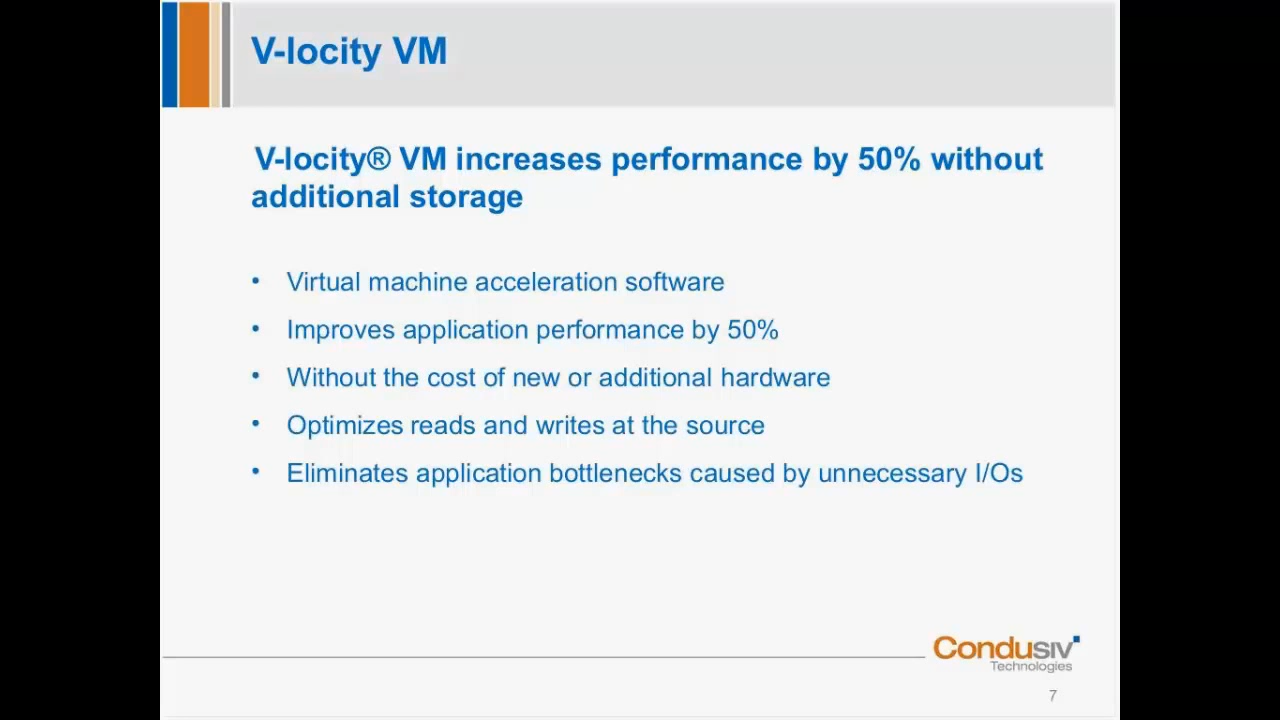 V-locity VM
V-locity® VM increases performance by 50% without
additional storage
• Virtual machine acceleration software
• Improves application performance by 50%
• Without the cost of new or additional hardware
• Optimizes reads and writes at the source
• Eliminates application bottlenecks caused by unnecessary I/Os
Condusiv
Technologies
7